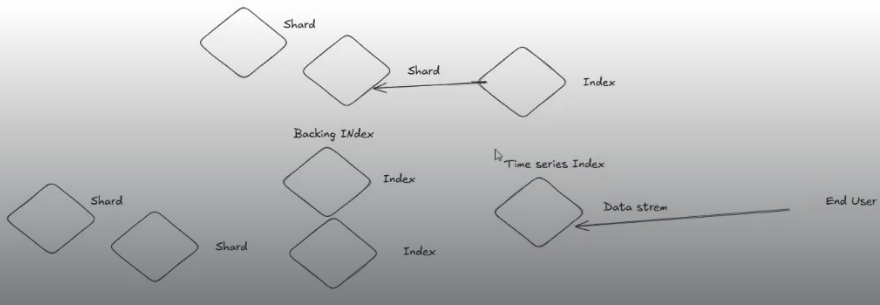 Shard
Shard
Index
Backing INdex
Time series Index
Index
Shard
Data strem
End User
Shard
Index